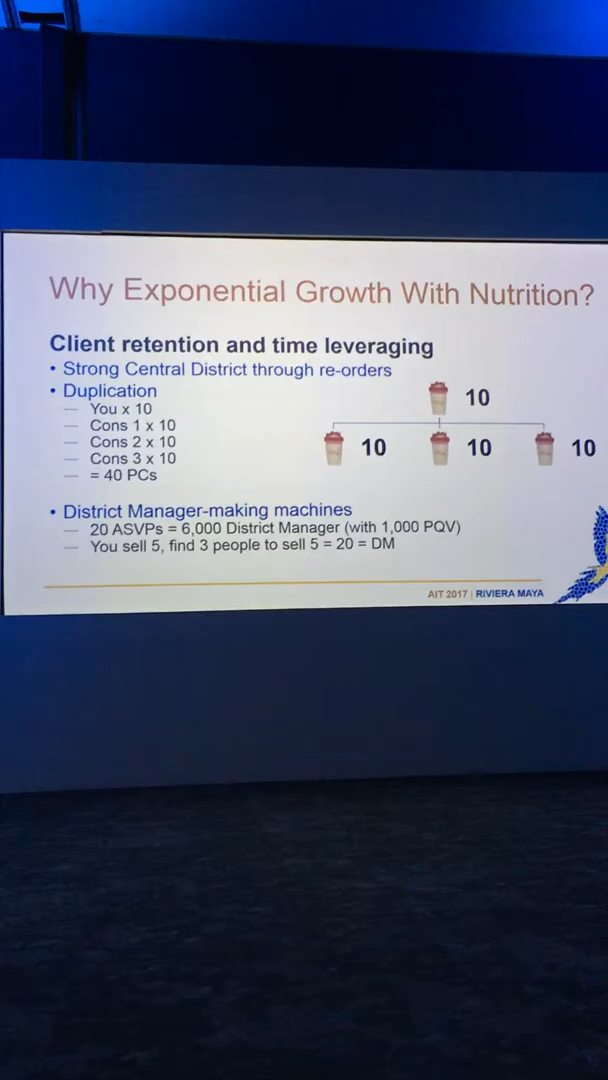 Why Exponential Growth With Nutrition?
Client retention and time leveraging
• Strong Central District through re-orders
• Duplication
— You x 10
— Cons 1 x 10
— Cons 2 x 10
— Cons 3 x 10
— = 40 PCs
10
10
10
10
• District Manager-making machines
— 20 ASVPs = 6,000 District Manager (with 1,000 PQV)
— You sell 5, find 3 people to sell 5 = 20 = DM
AIT 2017 | RIVIERA MAYA